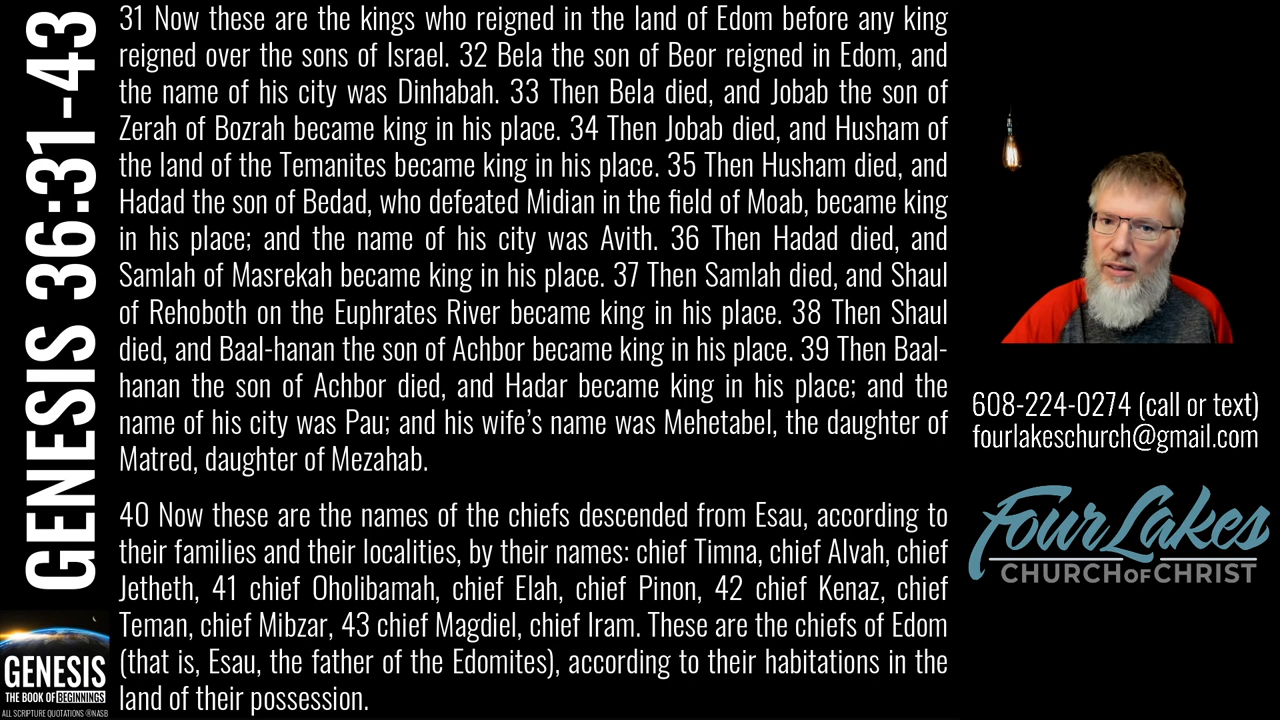 GENESIS 36:31-43
31 Now these are the kings who reigned in the land of Edom before any king
reigned over the sons of Israel. 32 Bela the son of Beor reigned in Edom, and
the name of his city was Dinhabah. 33 Then Bela died, and Jobab the son of
Zerah of Bozrah became king in his place. 34 Then Jobab died, and Husham of
the land of the Temanites became king in his place. 35 Then Husham died, and
Hadad the son of Bedad, who defeated Midian in the field of Moab, became king
in his place; and the name of his city was Avith. 36 Then Hadad died, and
Samlah of Masrekah became king in his place. 37 Then Samlah died, and Shaul
of Rehoboth on the Euphrates River became king in his place. 38 Then Shaul
died, and Baal-hanan the son of Achbor became king in his place. 39 Then Baal-
hanan the son of Achbor died, and Hadar became king in his place; and the
name of his city was Pau; and his wife’s name was Mehetabel, the daughter of
Matred, daughter of Mezahab.
40 Now these are the names of the chiefs descended from Esau, according to
their families and their localities, by their names: chief Timna, chief Alvah, chief
Jetheth, 41 chief Oholibamah, chief Elah, chief Pinon, 42 chief Kenaz, chief
Teman, chief Mibzar, 43 chief Magdiel, chief Iram. These are the chiefs of Edom
(that is, Esau, the father of the Edomites), according to their habitations in the
land of their possession.
608-224-0274 (call or text)
fourlakeschurch@gmail.com
Four Lakes
CHURCH OF CHRIST
GENESIS
THE BOOK OF BEGINNINGS
ALL SCRIPTURE QUOTATIONS ®NASB